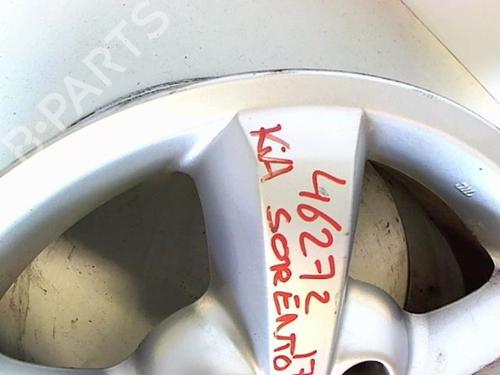 B-PARTS
KiA
46272
SORENTO
17